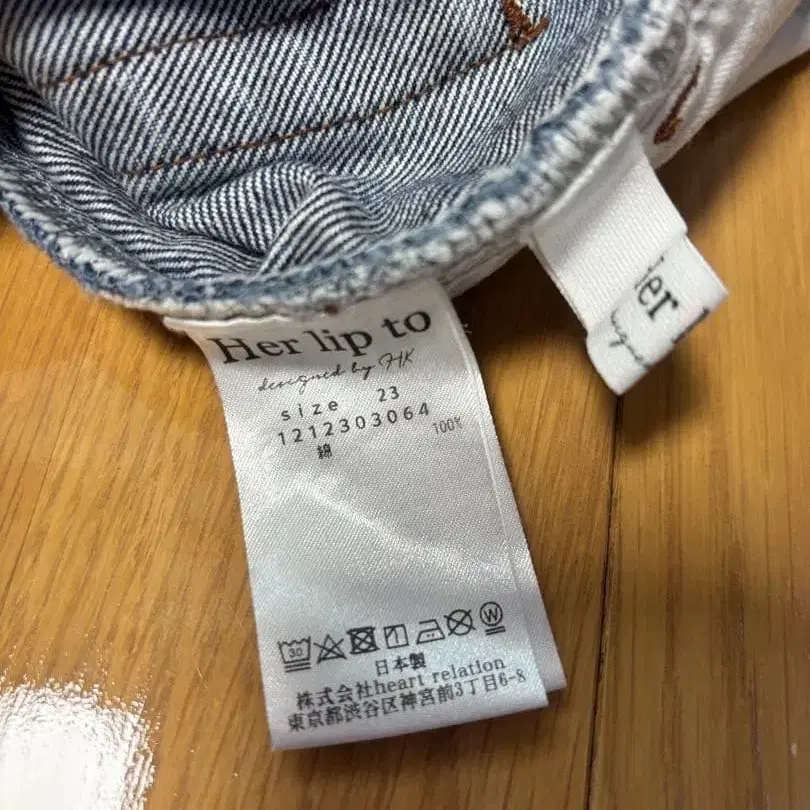 Her lip to
designed by HK
size 23
1212303064
綿 100%
30
W
日本製
株式会社heart relation
東京都渋谷区神宮前3丁目6-8
Her